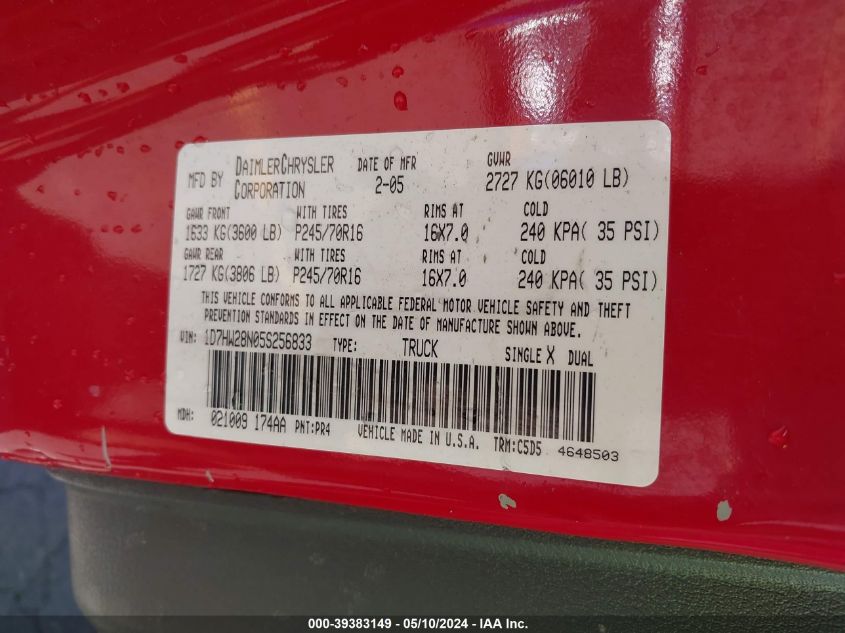 MFD BY DAIMLERCHRYSLER CORPORATION DATE OF MFR 2-05 GVWR 2727 KG(06010 LB)
GAWR FRONT WITH TIRES RIMS AT COLD
1633 KG(3600 LB) P245/70R16 16X7.0 240 KPA( 35 PSI)
GAWR REAR WITH TIRES RIMS AT COLD
1727 KG(3806 LB) P245/70R16 16X7.0 240 KPA( 35 PSI)
THIS VEHICLE CONFORMS TO ALL APPLICABLE FEDERAL MOTOR VEHICLE SAFETY AND THEFT
PREVENTION STANDARDS IN EFFECT ON THE DATE OF MANUFACTURE SHOWN ABOVE.
VIN: 1D7HW28N05S256833 TYPE: TRUCK SINGLE X DUAL
MDH: 021009 174AA PNT:PR4 VEHICLE MADE IN U.S.A. TRM:C5D5 4648503
000-39383149 - 05/10/2024 - IAA Inc.